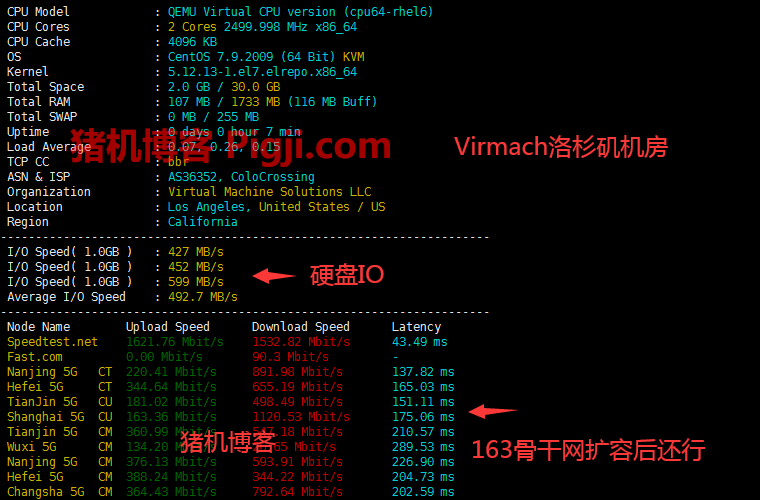 CPU Model : QEMU Virtual CPU version (cpu64-rhel6)
CPU Cores : 2 Cores 2499.998 MHz x86_64
CPU Cache : 4096 KB
OS : CentOS 7.9.2009 (64 Bit) KVM
Kernel : 5.12.13-1.el7.elrepo.x86_64
Total Space : 2.0 GB / 30.0 GB
Total RAM : 107 MB / 1733 MB (116 MB Buff)
Total SWAP : 0 MB / 255 MB
Uptime : 0 days 0 hour 7 min
Load Average : 0.07, 0.26, 0.15
猪机博客 Pigji.com
Virmach洛杉矶机房
TCP CC : bbr
ASN & ISP : AS36352, ColoCrossing
Organization : Virtual Machine Solutions LLC
Location : Los Angeles, United States / US
Region : California
I/O Speed( 1.0GB ) : 427 MB/s
I/O Speed( 1.0GB ) : 452 MB/s
I/O Speed( 1.0GB ) : 599 MB/s
硬盘IO
Average I/O Speed : 492.7 MB/s
Node Name Upload Speed Download Speed Latency
Speedtest.net 1621.76 Mbit/s 1532.82 Mbit/s 43.49 ms
Fast.com 0.00 Mbit/s 90.3 Mbit/s -
Nanjing 5G CT 220.41 Mbit/s 891.98 Mbit/s 137.82 ms
Hefei 5G CT 344.64 Mbit/s 655.19 Mbit/s 165.03 ms
TianJin 5G CU 181.02 Mbit/s 498.49 Mbit/s 151.11 ms
Shanghai 5G CU 163.36 Mbit/s 1120.53 Mbit/s 175.06 ms
Tianjin 5G CM 360.99 Mbit/s Mbit/s 210.57 ms
猪机博客
163骨干网扩容后还行
Wuxi 5G CM 134.20 Mbit/s 289.53 ms
Nanjing 5G CM 376.13 Mbit/s 593.91 Mbit/s 226.90 ms
Hefei 5G CM 388.24 Mbit/s 344.22 Mbit/s 204.73 ms
Changsha 5G CM 364.43 Mbit/s 792.64 Mbit/s 202.59 ms